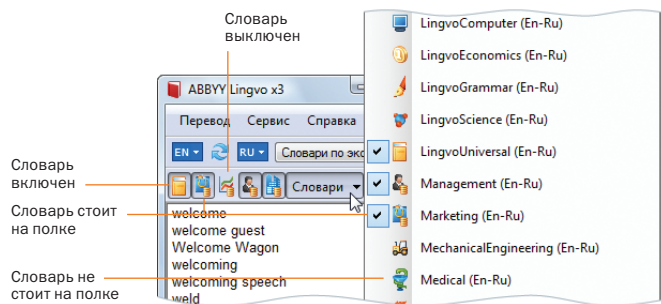 Словарь
выключен
ABBYY Lingvo x3
Перевод Сервис Справка
EN RU Словари по эко
Словари
welcome
welcome guest
Welcome Wagon
welcoming
welcoming speech
weld
Словарь
включен
Словарь стоит
на полке
Словарь не
стоит на полке
LingvoComputer (En-Ru)
LingvoEconomics (En-Ru)
LingvoGrammar (En-Ru)
LingvoScience (En-Ru)
LingvoUniversal (En-Ru)
Management (En-Ru)
Marketing (En-Ru)
MechanicalEngineering (En-Ru)
Medical (En-Ru)